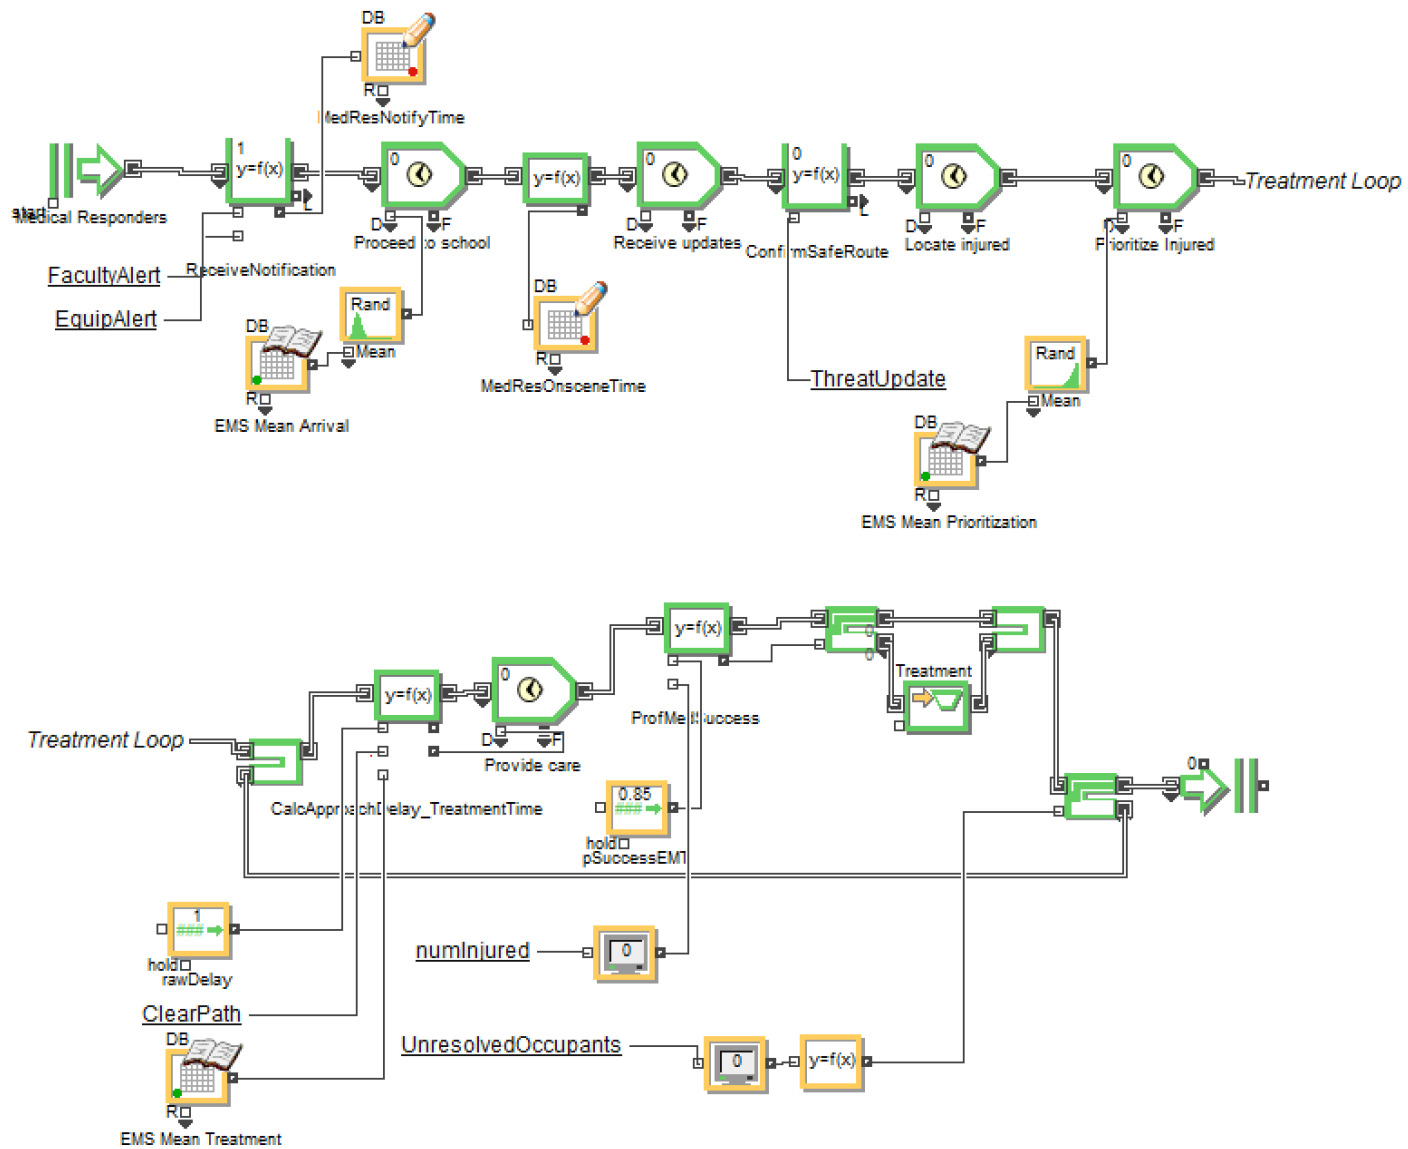 DB
R
MedResNotifyTime
1
y=f(x)
L
start
Medical Responders
FacultyAlert
EquipAlert
ReceiveNotification
0
D F
Proceed to school
Rand
Mean
DB
R
EMS Mean Arrival
y=f(x)
DB
R
MedResOnsceneTime
0
D F
Receive updates
0
y=f(x)
L
ConfirmSafeRoute
ThreatUpdate
0
D F
Locate injured
0
D F
Prioritize Injured
Treatment Loop
Rand
Mean
DB
R
EMS Mean Prioritization
Treatment Loop
y=f(x)
CalcApproachDelay_TreatmentTime
0
D F
Provide care
y=f(x)
ProfMedSuccess
0
0
Treatment
0
0.85
###
hold
pSuccessEMT
1
###
hold
rawDelay
numInjured
0
ClearPath
UnresolvedOccupants
0
y=f(x)
DB
R
EMS Mean Treatment